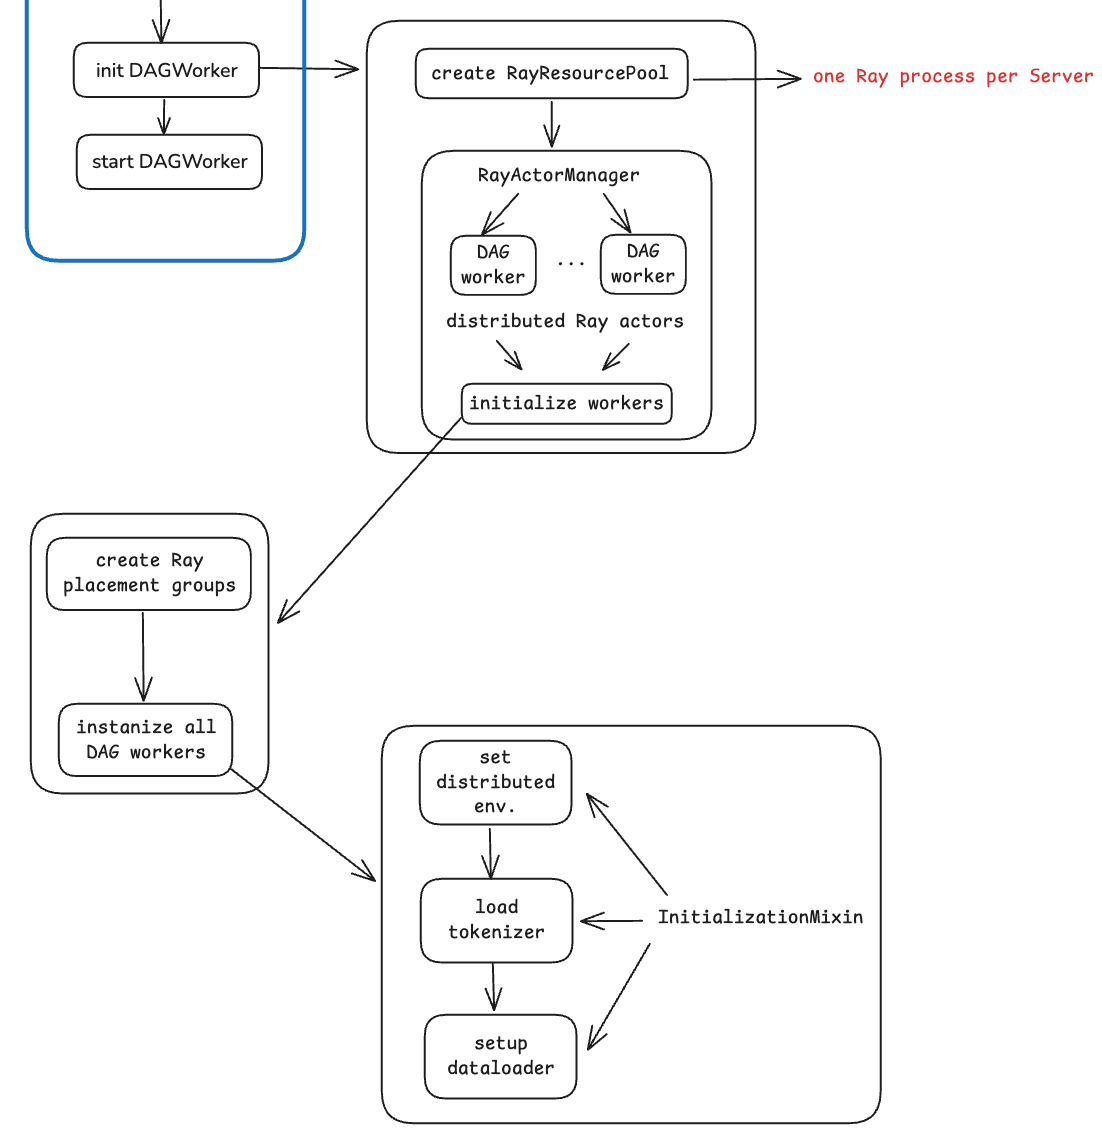 init DAGWorker
start DAGWorker
create RayResourcePool
one Ray process per Server
RayActorManager
DAG
worker
...
DAG
worker
distributed Ray actors
initialize workers
create Ray
placement groups
instanize all
DAG workers
set
distributed
env.
load
tokenizer
setup
dataloader
InitializationMixin